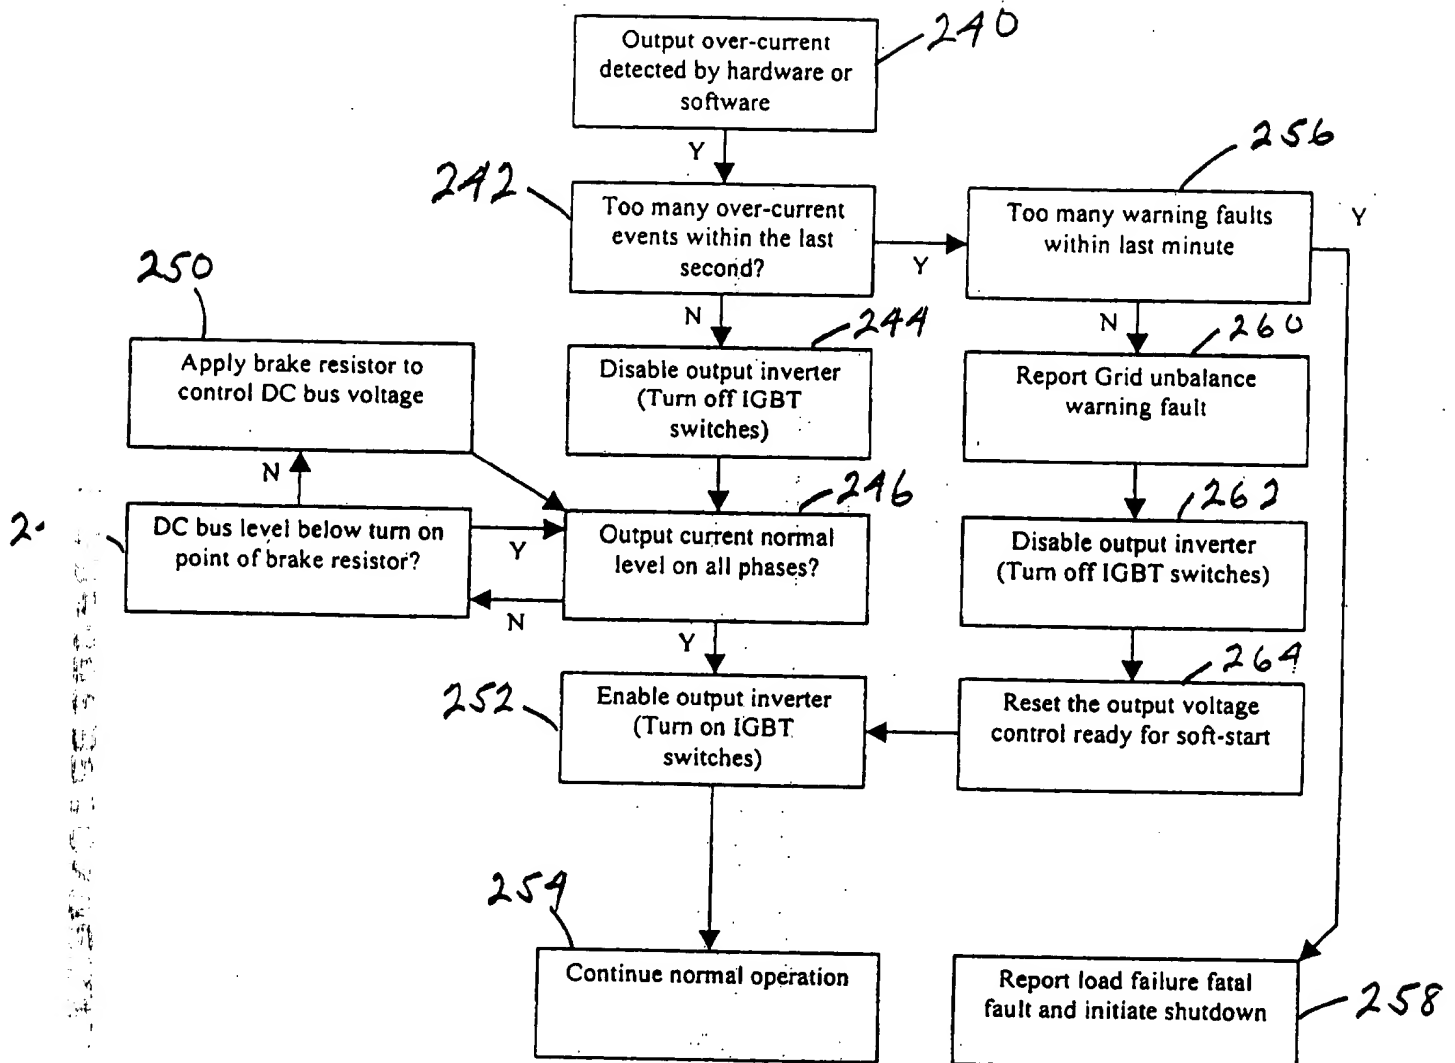 Output over-current
detected by hardware or
software
240
Y
242
Too many over-current
events within the last
second?
Y
256
Too many warning faults
within last minute
Y
N
244
N
260
250
Apply brake resistor to
control DC bus voltage
Disable output inverter
(Turn off IGBT
switches)
Report Grid unbalance
warning fault
N
246
262
DC bus level below turn on
point of brake resistor?
Y
N
Output current normal
level on all phases?
Disable output inverter
(Turn off IGBT switches)
Y
264
252
Enable output inverter
(Turn on IGBT
switches)
Reset the output voltage
control ready for soft-start
254
Continue normal operation
Report load failure fatal
fault and initiate shutdown
258